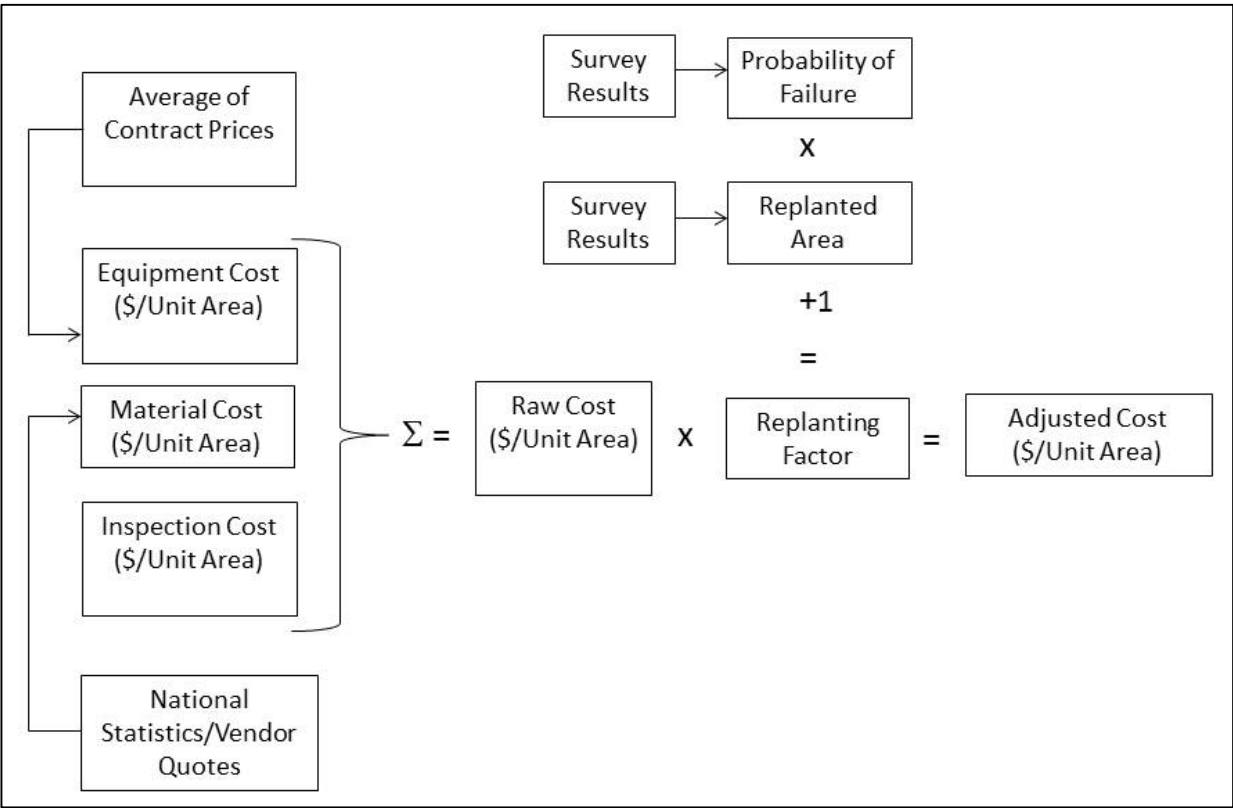 Average of
Contract Prices
Equipment Cost
($/Unit Area)
Material Cost
($/Unit Area)
Inspection Cost
($/Unit Area)
National
Statistics/Vendor
Quotes
Σ =
Raw Cost
($/Unit Area)
x
Survey
Results
Probability of
Failure
x
Survey
Results
Replanted
Area
+1
=
Replanting
Factor
=
Adjusted Cost
($/Unit Area)